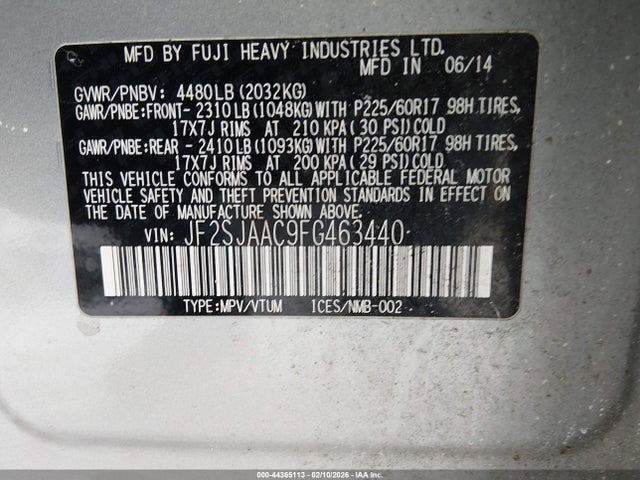 MFD BY FUJI HEAVY INDUSTRIES LTD.
MFD IN 06/14
GVWR/PNBV: 4480LB(2032KG)
GAWR/PNBE:FRONT-2310LB(1048KG)WITH P225/60R17 98H TIRES,
17X7J RIMS AT 210 KPA(30 PSI)COLD
GAWR/PNBE:REAR -2410LB(1093KG)WITH P225/60R17 98H TIRES,
17X7J RIMS AT 200 KPA(29 PSI)COLD
THIS VEHICLE CONFORMS TO ALL APPLICABLE FEDERAL MOTOR
VEHICLE SAFETY AND THEFT PREVENTION STANDARDS IN EFFECT ON
THE DATE OF MANUFACTURE SHOWN ABOVE.
VIN: JF2SJAAC9FG463440
TYPE:MPV/VTUM ICES/NMB-002
000-44365113 - 02/10/2026 - IAA Inc.